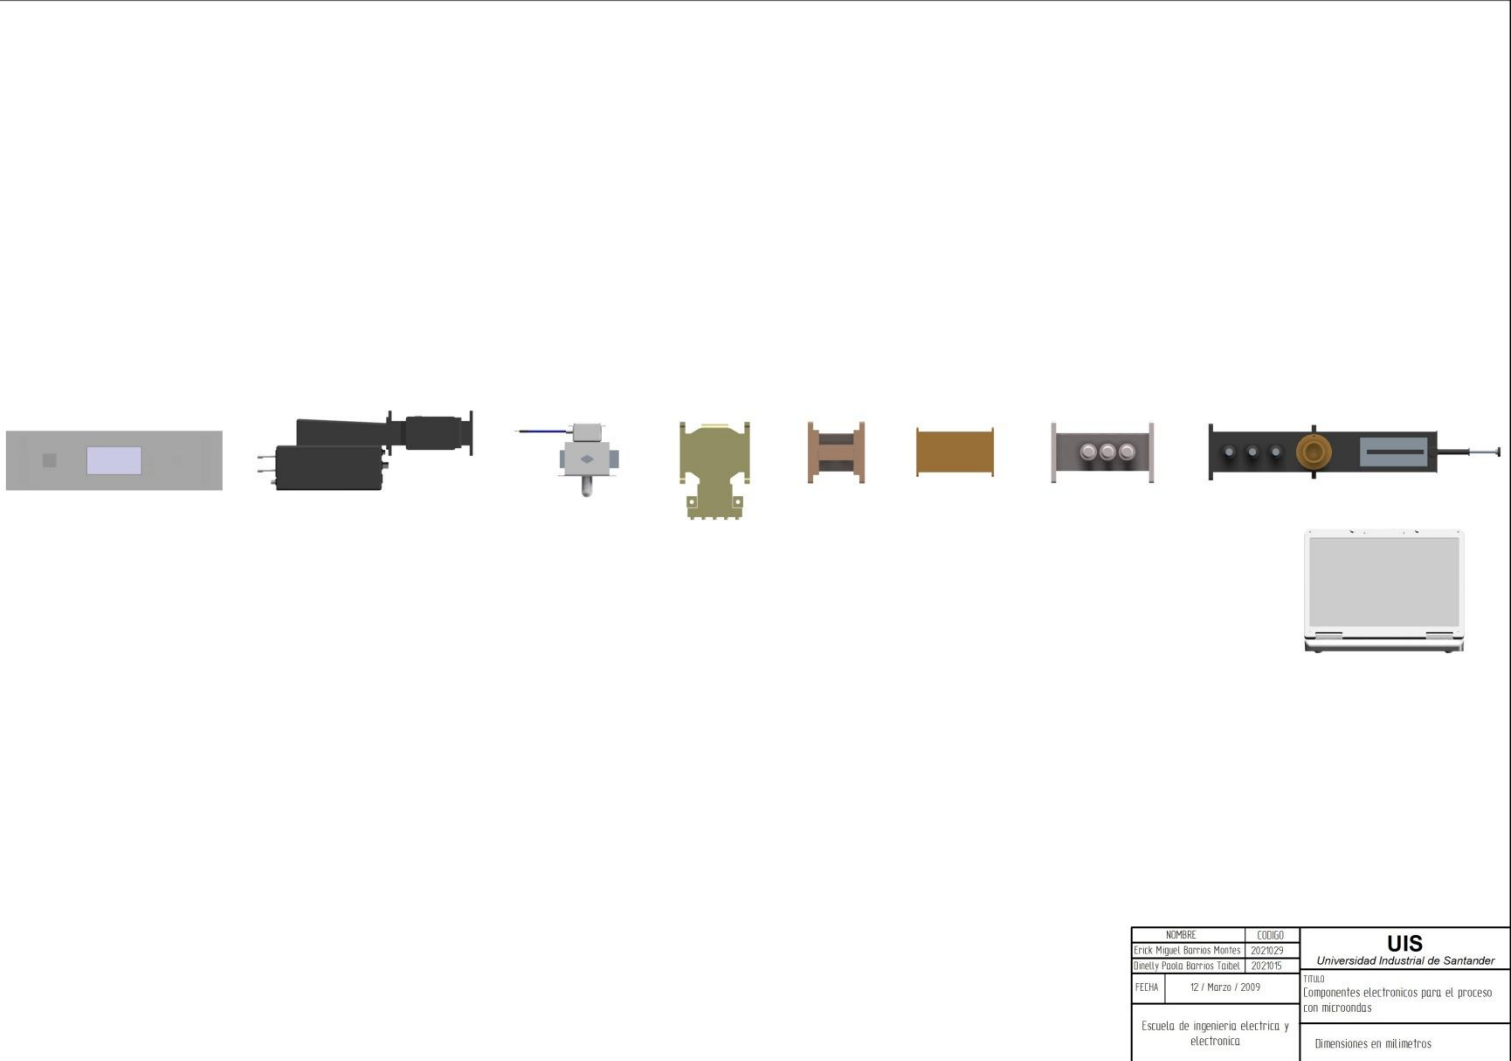 NOMBRE CODIGO
Erick Miguel Barrios Montes 2021029
Dinelly Paola Barrios Taibel 2021015
FECHA 12 / Marzo / 2009
Escuela de ingenieria electrica y
electronica
UIS
Universidad Industrial de Santander
TITULO
Componentes electronicos para el proceso
con microondas
Dimensiones en milimetros